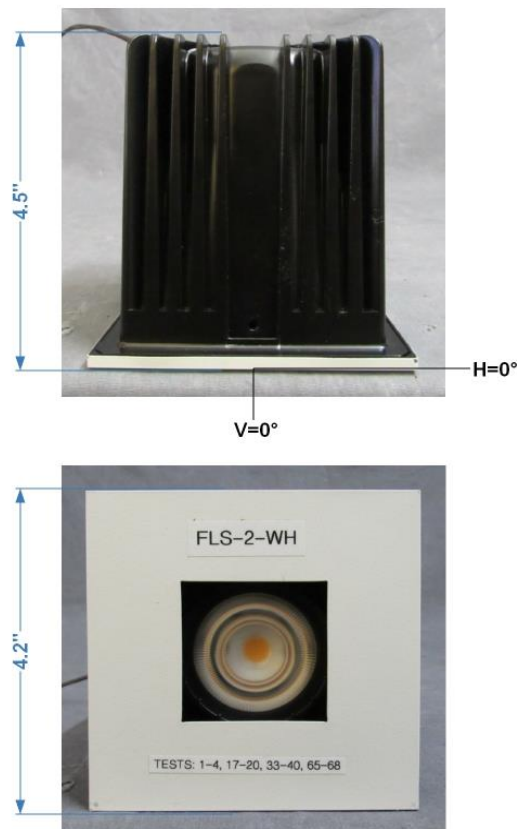 4.5"
H=0°
V=0°
FLS-2-WH
4.2"
TESTS: 1-4, 17-20, 33-40, 65-68